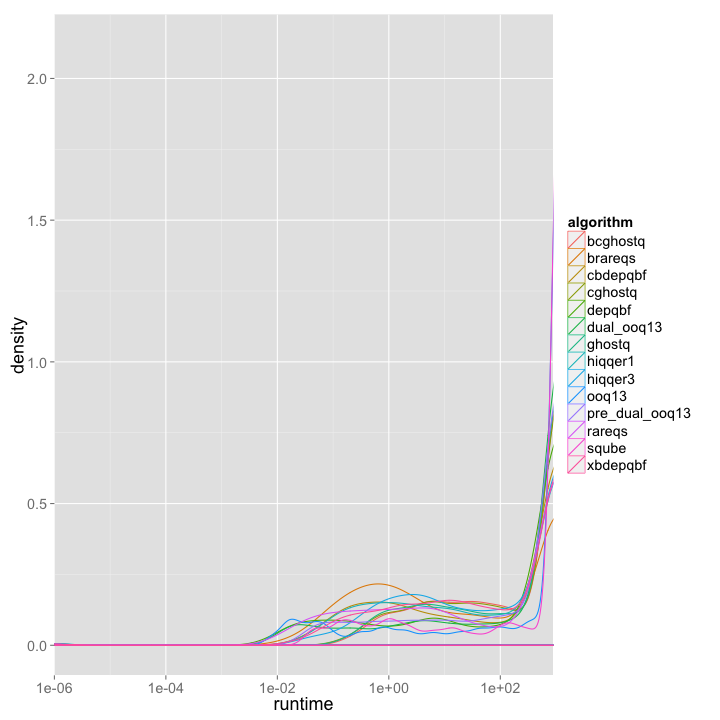 density
2.0
1.5
1.0
0.5
0.0
1e-06
1e-04
1e-02
1e+00
1e+02
runtime
algorithm
bcghostq
brareqs
cbdepqbf
cghostq
depqbf
dual_ooq13
ghostq
hiqqer1
hiqqer3
ooq13
pre_dual_ooq13
rareqs
sqube
xbdepqbf